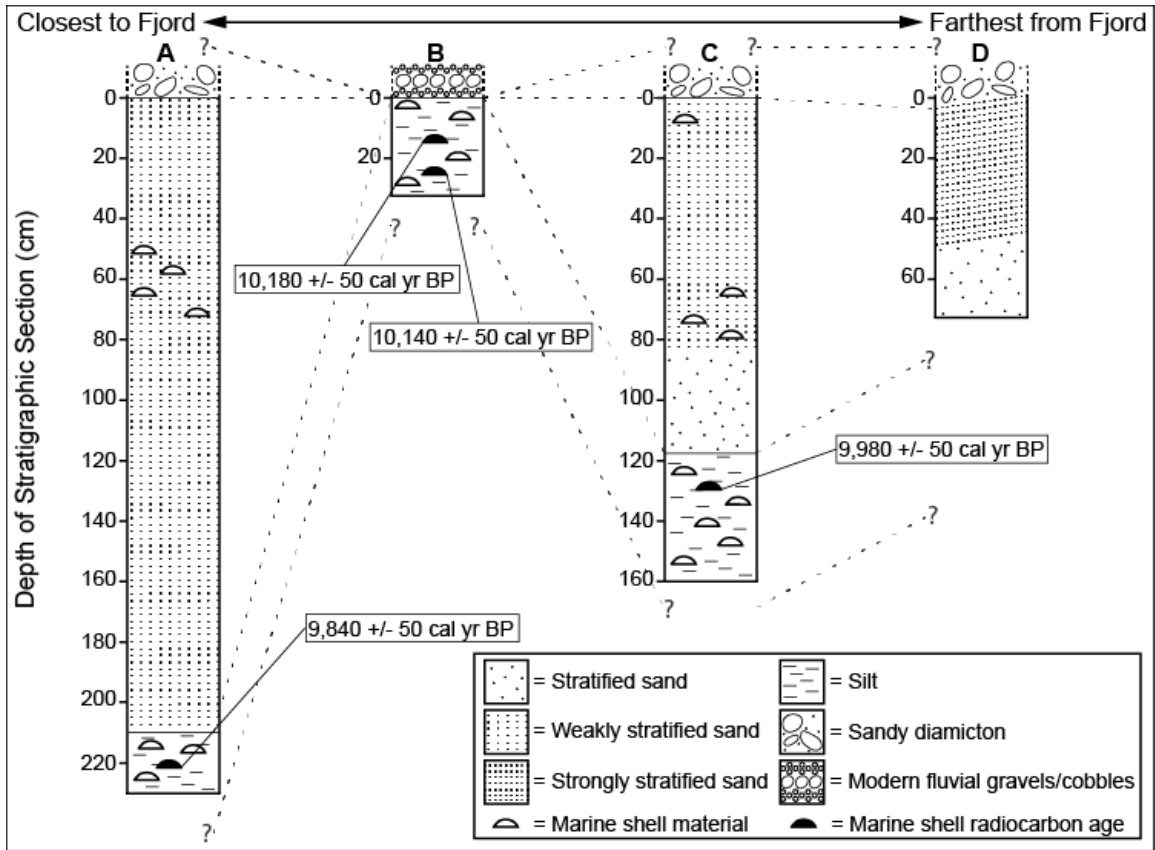 Closest to Fjord
Farthest from Fjord
A
B
C
D
?
?
?
?
Depth of Stratigraphic Section (cm)
0
20
40
60
80
100
120
140
160
180
200
220
0
20
0
20
40
60
80
100
120
140
160
0
20
40
60
?
?
?
?
?
?
?
10,180 +/- 50 cal yr BP
10,140 +/- 50 cal yr BP
9,980 +/- 50 cal yr BP
9,840 +/- 50 cal yr BP
= Stratified sand
= Silt
= Weakly stratified sand
= Sandy diamicton
= Strongly stratified sand
= Modern fluvial gravels/cobbles
= Marine shell material
= Marine shell radiocarbon age